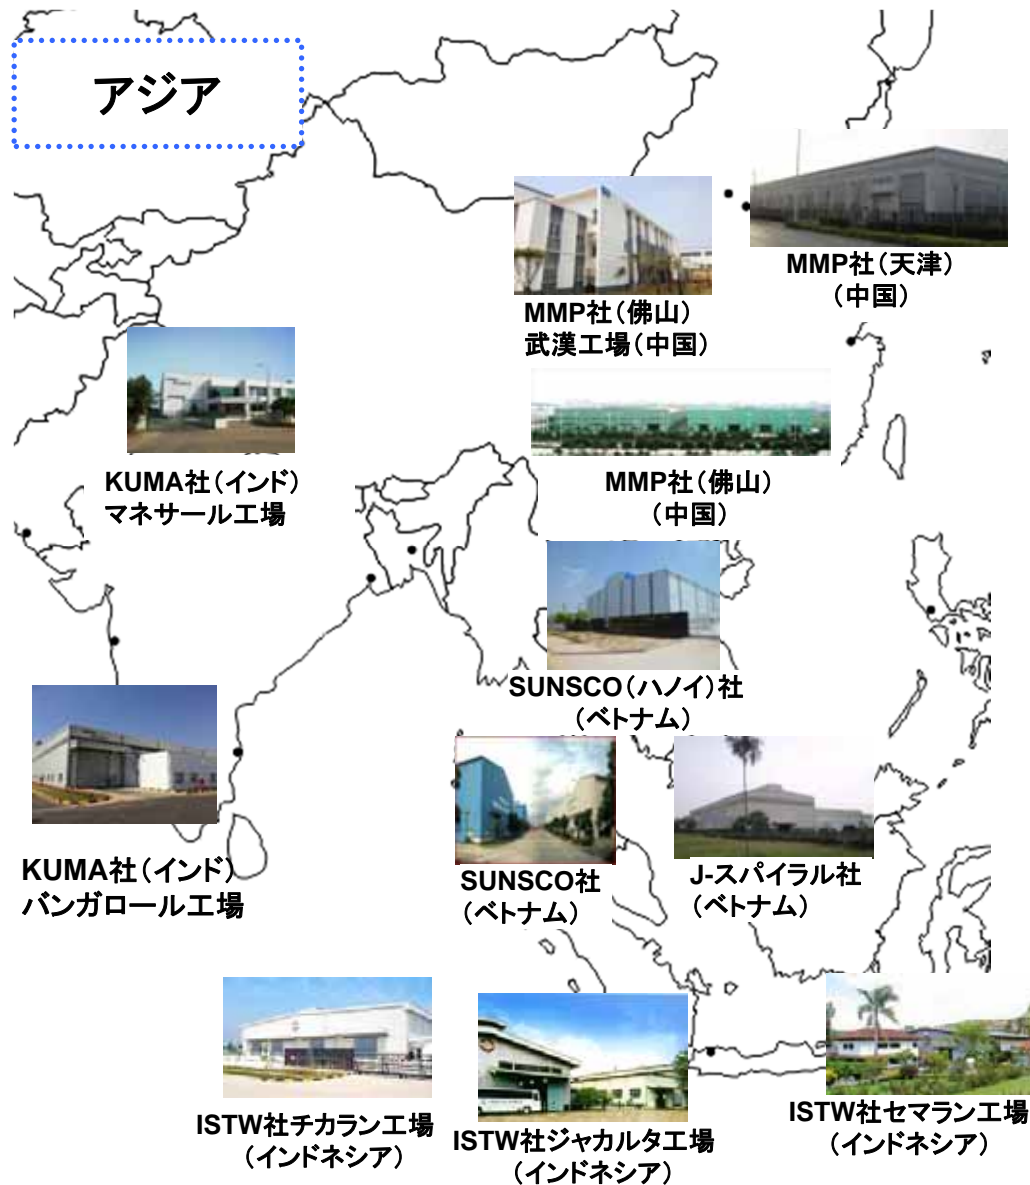 アジア
MMP社（天津）
（中国）
MMP社（佛山）
武漢工場（中国）
KUMA社（インド）
マネサール工場
MMP社（佛山）
（中国）
SUNSCO（ハノイ）社
（ベトナム）
KUMA社（インド）
バンガロール工場
SUNSCO社
（ベトナム）
J-スパイラル社
（ベトナム）
ISTW社チカラン工場
（インドネシア）
ISTW社ジャカルタ工場
（インドネシア）
ISTW社セマラン工場
（インドネシア）